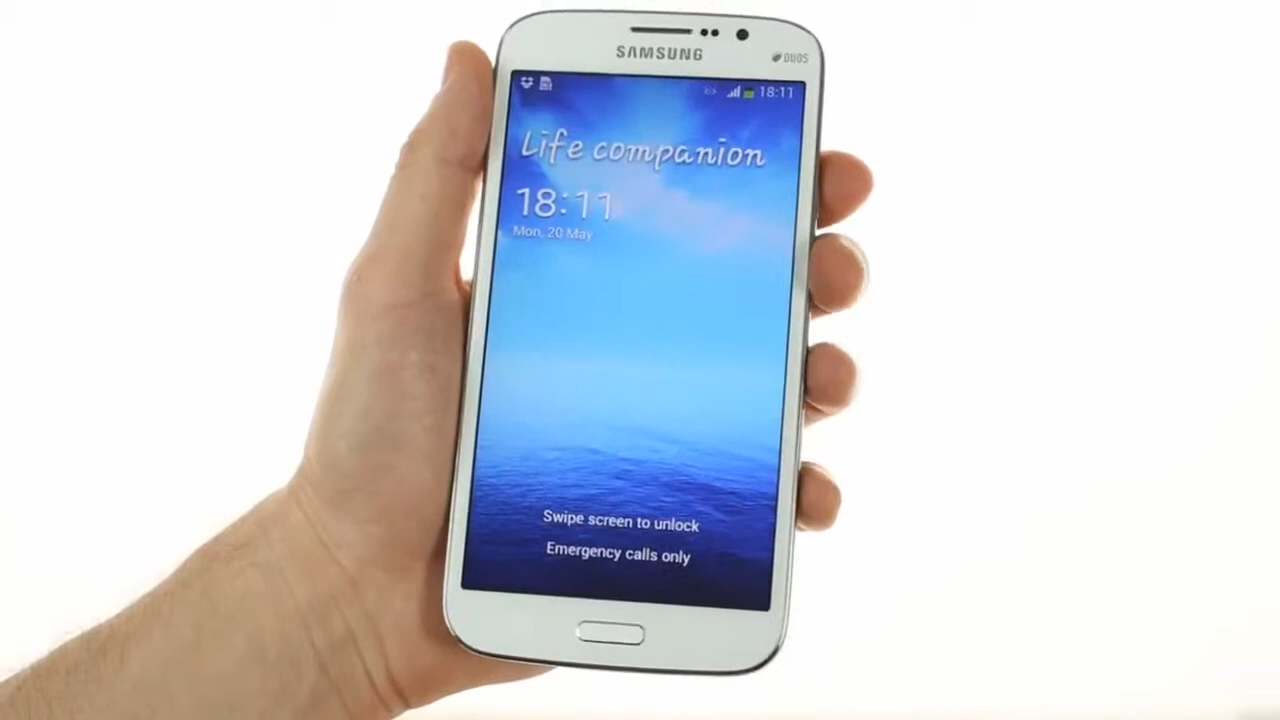 SAMSUNG
DUOS
18:11
Life companion
18:11
Mon, 20 May
Swipe screen to unlock
Emergency calls only